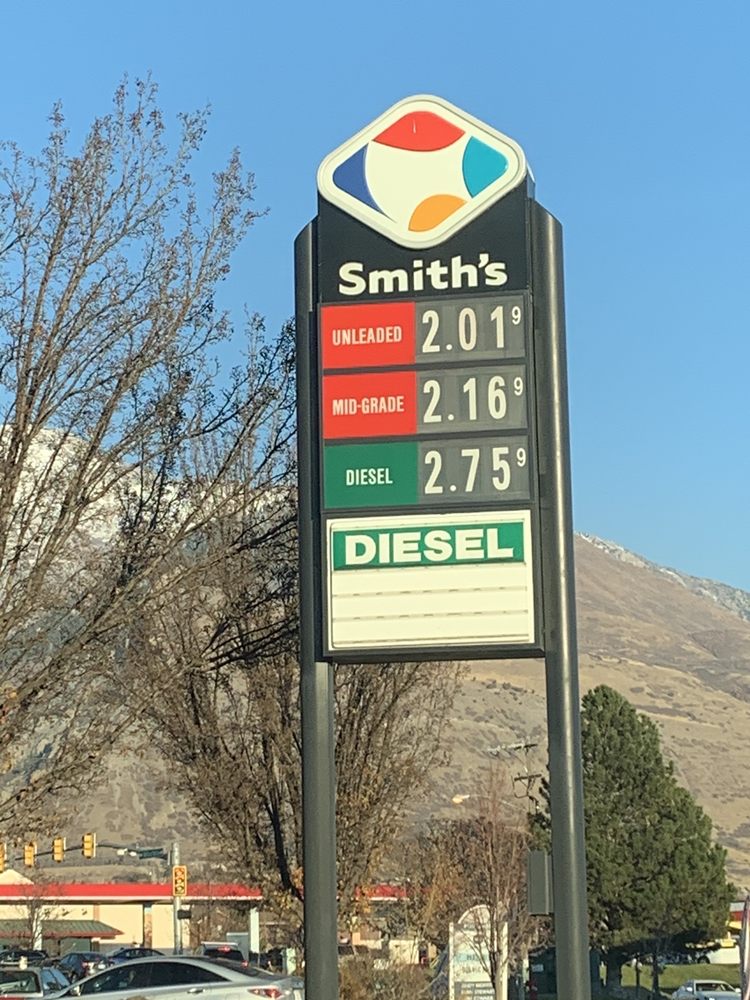 Smith's
UNLEADED 2.01 9
MID-GRADE 2.16 9
DIESEL 2.75 9
DIESEL